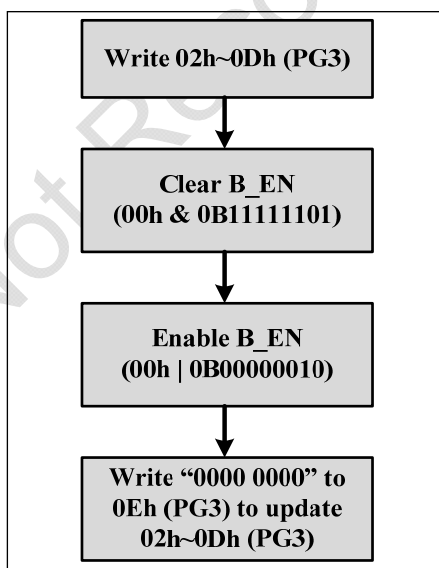 Write 02h~0Dh (PG3)
Clear B_EN
(00h & 0B11111101)
Enable B_EN
(00h | 0B00000010)
Write “0000 0000” to
0Eh (PG3) to update
02h~0Dh (PG3)